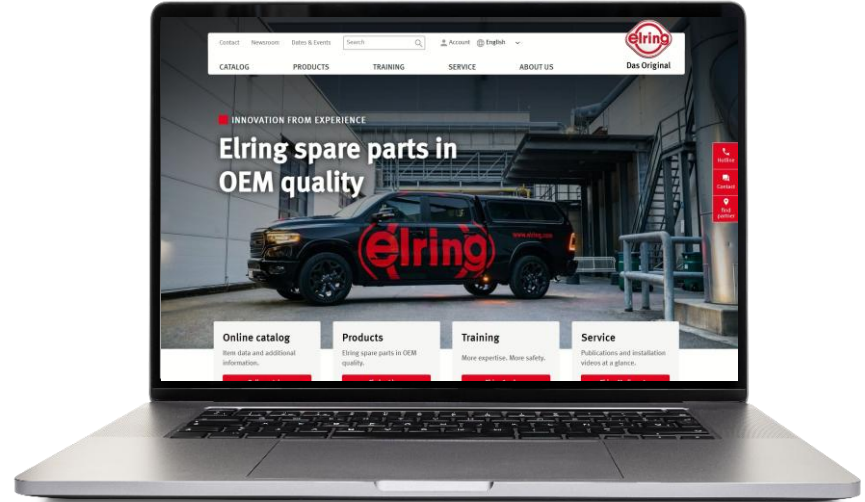 Contact Newsroom Dates & Events Search Account English
elring
CATALOG PRODUCTS TRAINING SERVICE ABOUT US
Das Original
INNOVATION FROM EXPERIENCE
Elring spare parts in
OEM quality
Hotline
Contact
find
partner
elring
www.elring.com
Online catalog
Item data and additional
information.
Products
Elring spare parts in OEM
quality.
Training
More expertise. More safety.
Service
Publications and installation
videos at a glance.